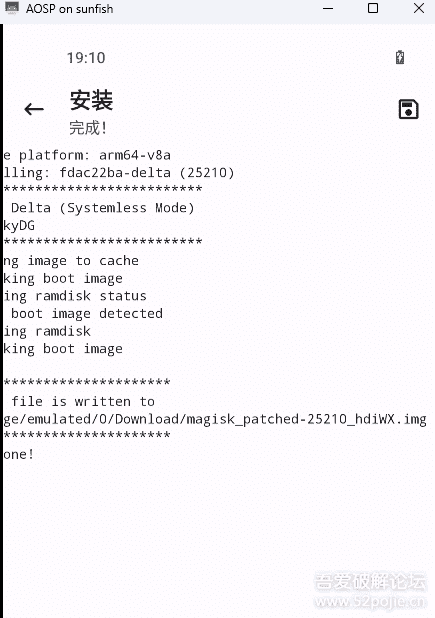 AOSP on sunfish
19:10
安装
完成!
e platform: arm64-v8a
lling: fdac22ba-delta (25210)
*************************
Delta (Systemless Mode)
kyDG
*************************
ng image to cache
king boot image
ing ramdisk status
boot image detected
ing ramdisk
king boot image
*********************
file is written to
ge/emulated/0/Download/magisk_patched-25210_hdiWX.img
*********************
one!
吾爱破解论坛
www.52pojie.cn